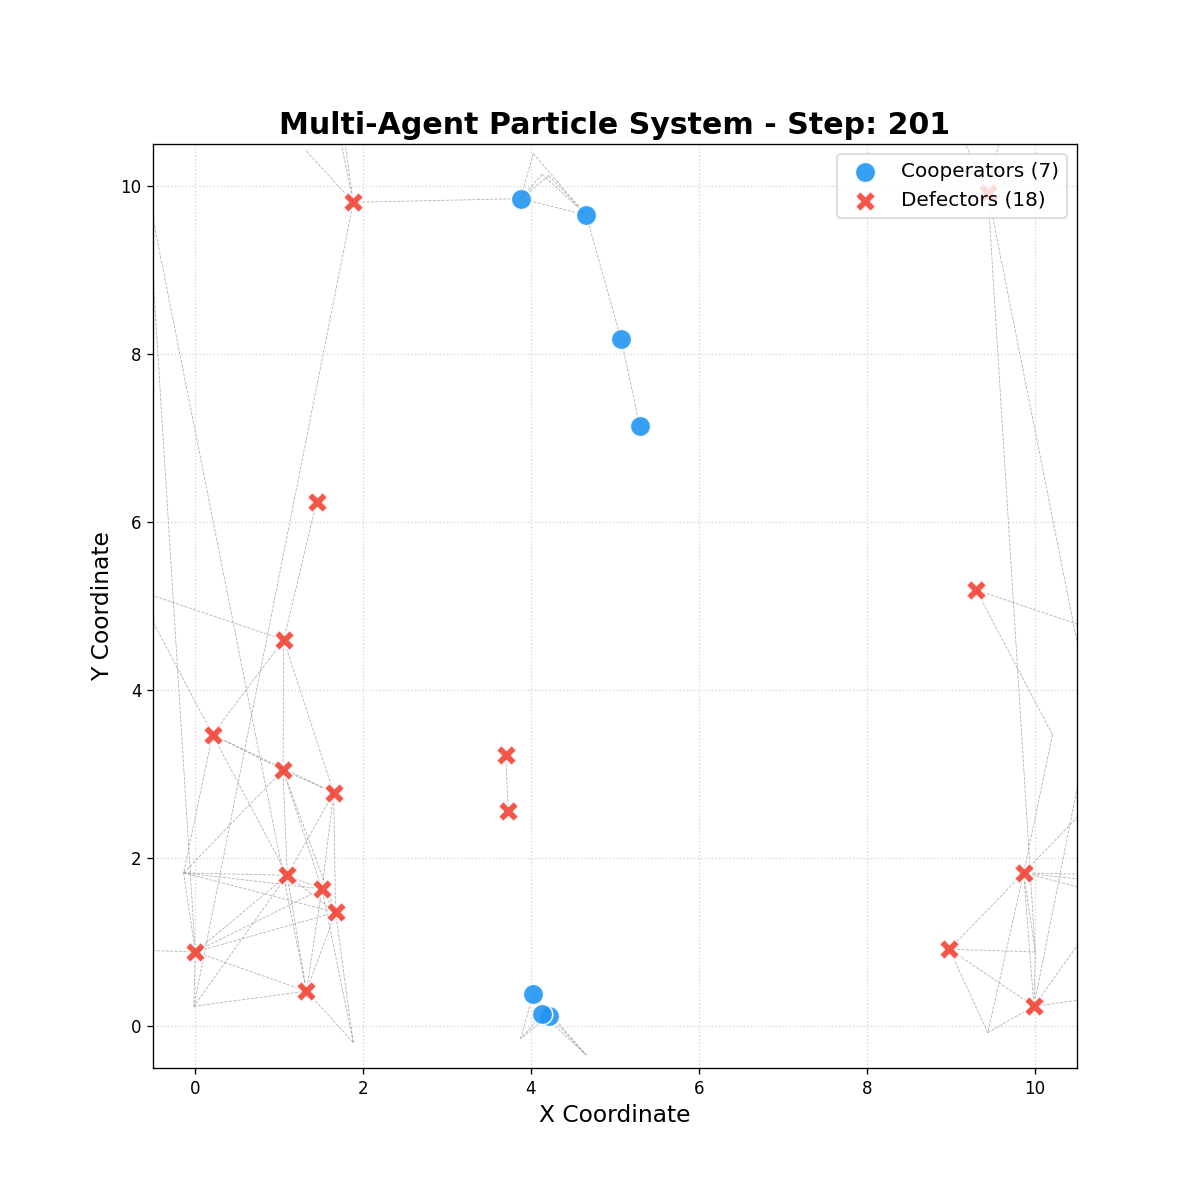 Multi-Agent Particle System - Step: 201
Cooperators (7)
Defectors (18)
Y Coordinate
10
8
6
4
2
0
0 2 4 6 8 10
X Coordinate